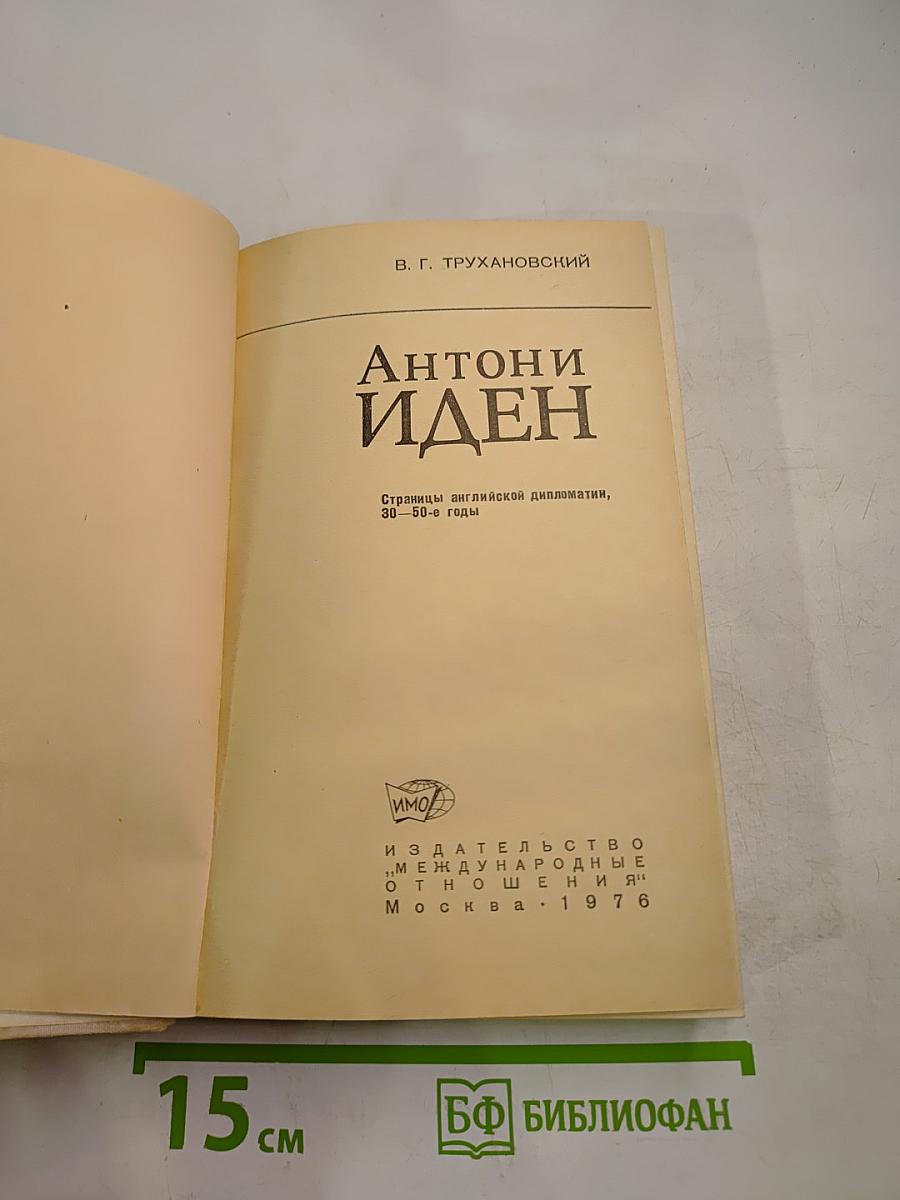 В. Г. ТРУХАНОВСКИЙ
Антони
ИДЕН
Страницы английской дипломатии,
30—50-е годы
ИМО
ИЗДАТЕЛЬСТВО
„МЕЖДУНАРОДНЫЕ
ОТНОШЕНИЯ“
Москва · 1976
15 см
БФ БИБЛИОФАН